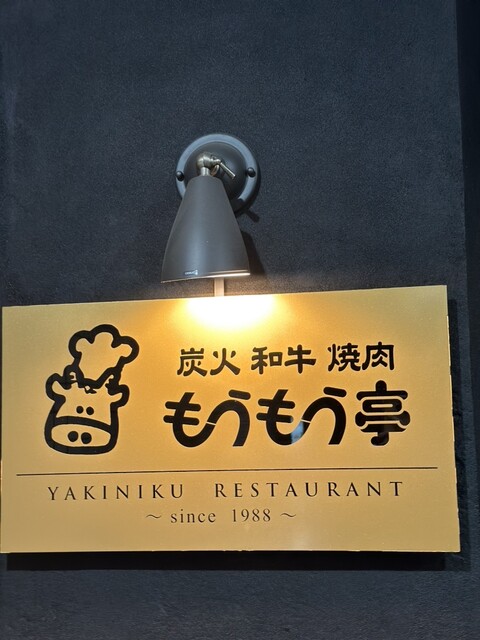 炭火 和牛 焼肉
もうもう亭
YAKINIKU RESTAURANT
～ since 1988 ～